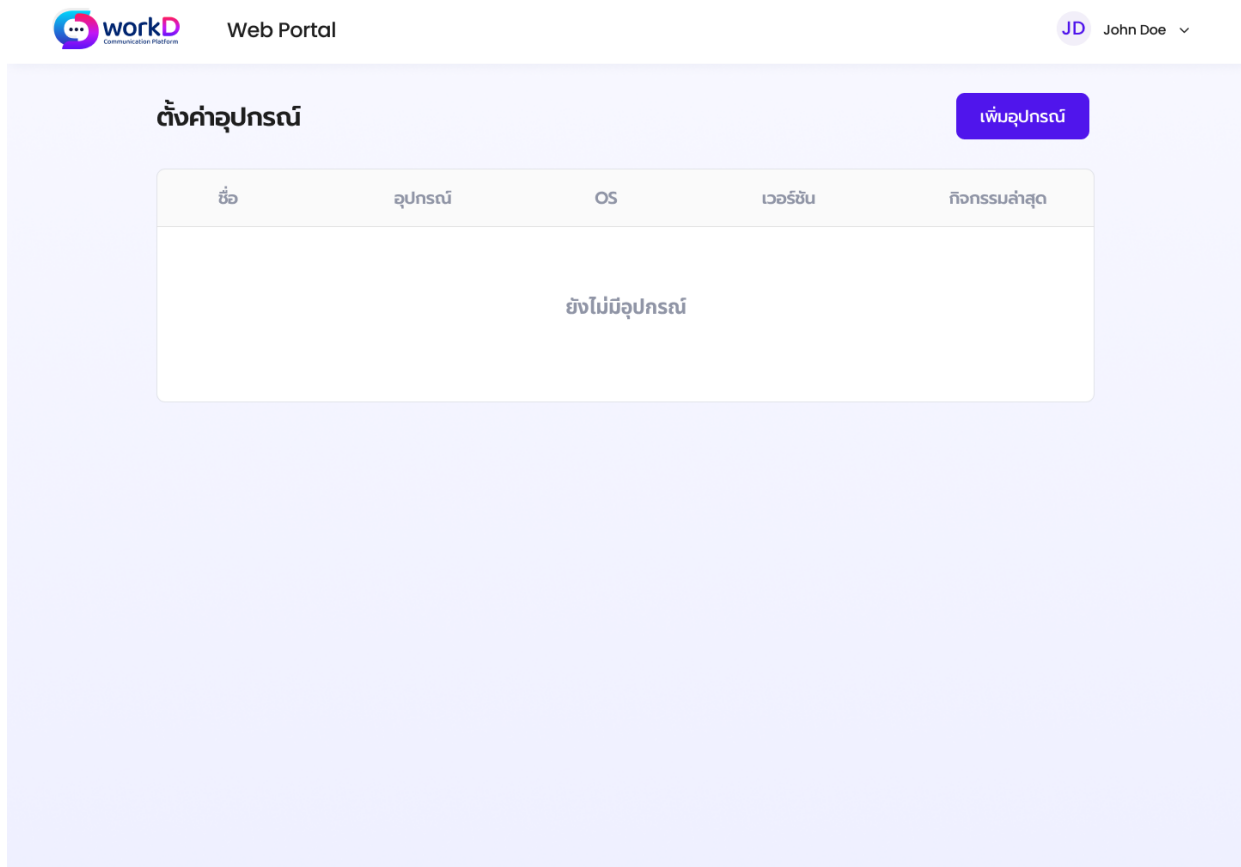 workD
Communication Platform
Web Portal
JD
John Doe
ตั้งค่าอุปกรณ์
เพิ่มอุปกรณ์
ชื่อ อุปกรณ์ OS เวอร์ชัน กิจกรรมล่าสุด
ยังไม่มีอุปกรณ์